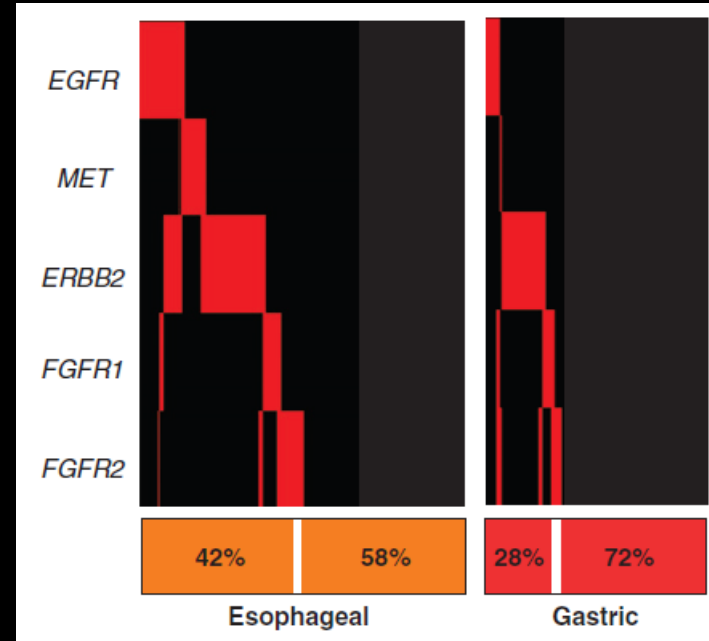 EGFR
MET
ERBB2
FGFR1
FGFR2
42% 58% 28% 72%
Esophageal Gastric